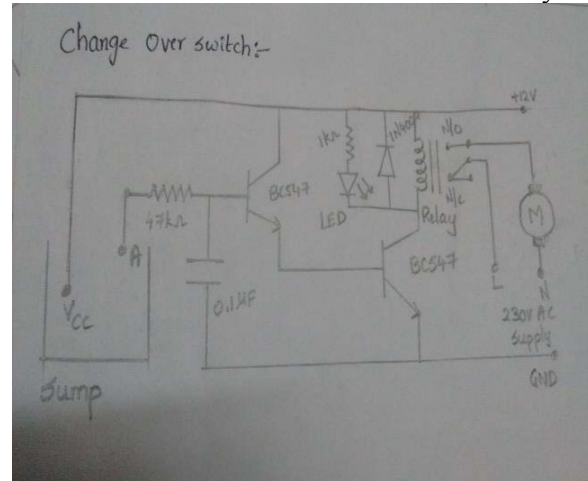 Change Over switch:-
+12V
1kΩ
1N4007
N/O
BC547
47kΩ
LED
Relay
N/C
M
A
BC547
L
N
Vcc
0.1µF
230V AC
Supply
Sump
GND